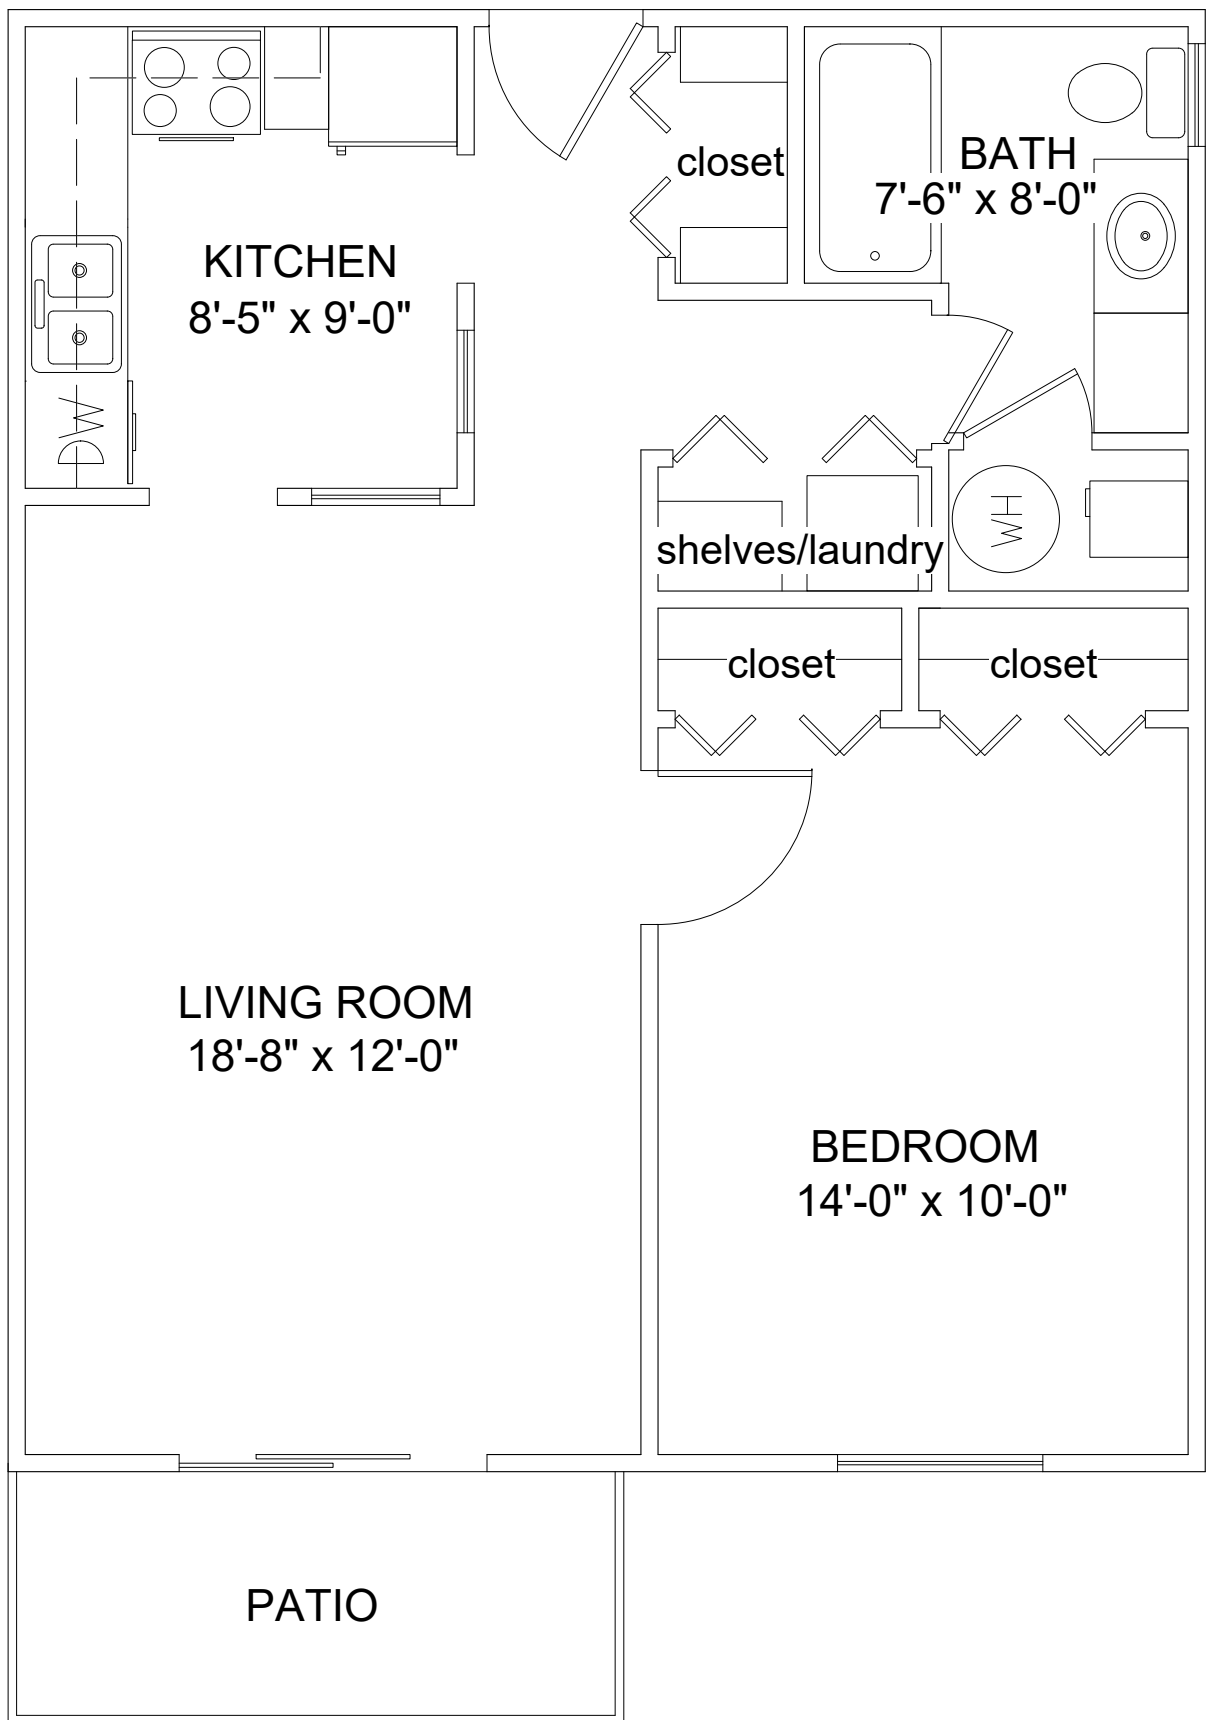 closet
BATH
7'-6" x 8'-0"
KITCHEN
8'-5" x 9'-0"
DW
WH
shelves/laundry
closet
closet
LIVING ROOM
18'-8" x 12'-0"
BEDROOM
14'-0" x 10'-0"
PATIO